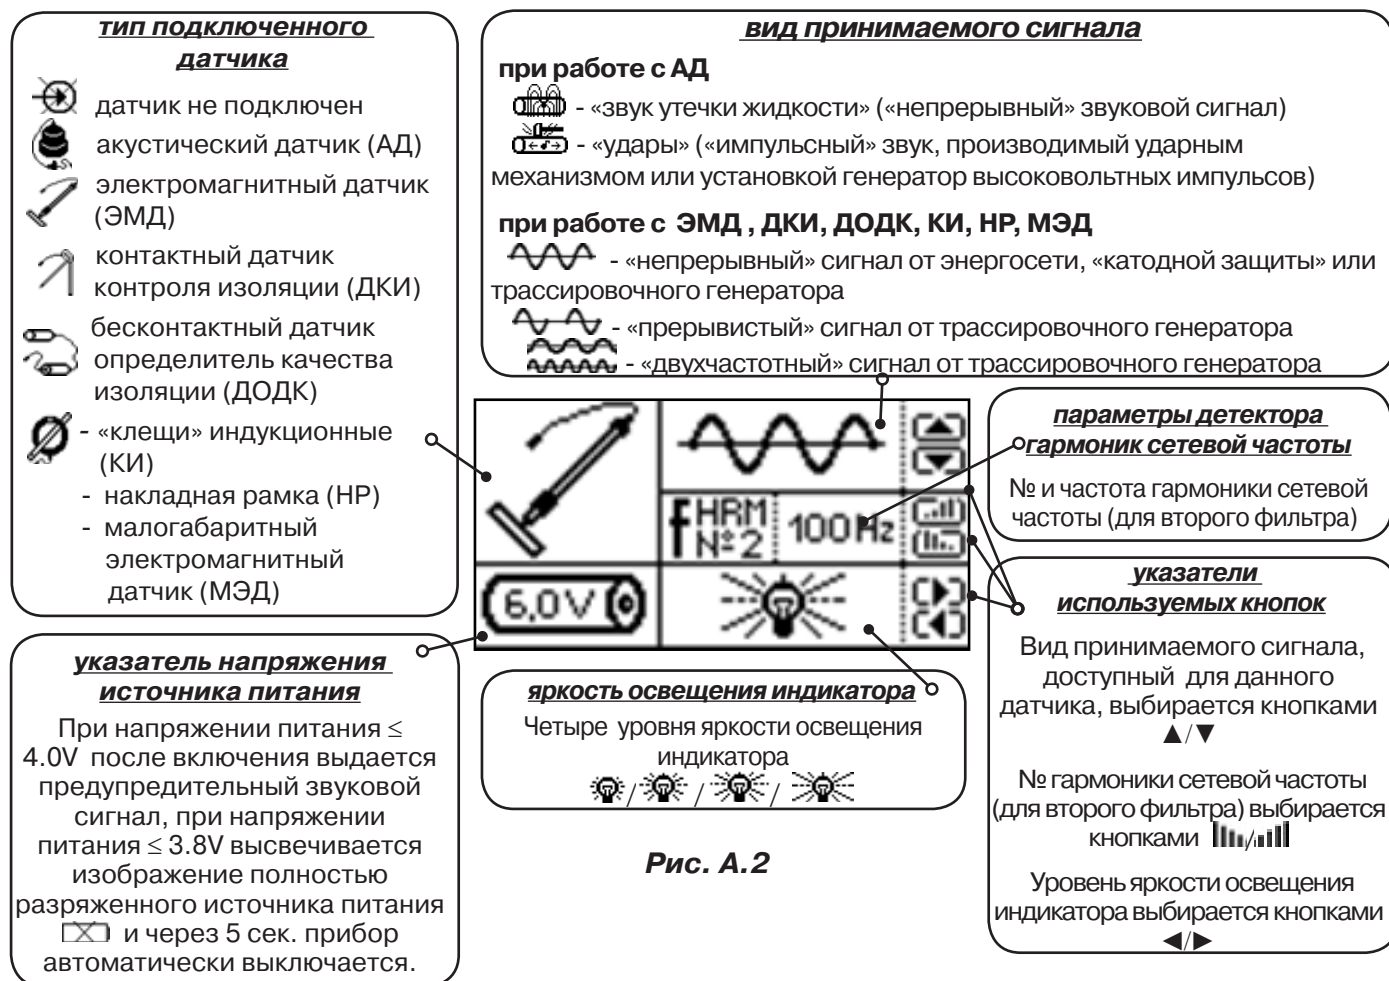 тип подключенного
датчика
датчик не подключен
акустический датчик (АД)
электромагнитный датчик
(ЭМД)
контактный датчик
контроля изоляции (ДКИ)
бесконтактный датчик
определитель качества
изоляции (ДОДК)
- «клещи» индукционные
(КИ)
- накладная рамка (НР)
- малогабаритный
электромагнитный
датчик (МЭД)
вид принимаемого сигнала
при работе с АД
- «звук утечки жидкости» («непрерывный» звуковой сигнал)
- «удары» («импульсный» звук, производимый ударным
механизмом или установкой генератор высоковольтных импульсов)
при работе с ЭМД , ДКИ, ДОДК, КИ, НР, МЭД
- «непрерывный» сигнал от энергосети, «катодной защиты» или
трассировочного генератора
- «прерывистый» сигнал от трассировочного генератора
- «двухчастотный» сигнал от трассировочного генератора
f HRM
№2 100Hz
6,0V
параметры детектора
гармоник сетевой частоты
№ и частота гармоники сетевой
частоты (для второго фильтра)
указатели
используемых кнопок
Вид принимаемого сигнала,
доступный для данного
датчика, выбирается кнопками
▲/▼
№ гармоники сетевой частоты
(для второго фильтра) выбирается
кнопками /
Уровень яркости освещения
индикатора выбирается кнопками
◄/►
указатель напряжения
источника питания
При напряжении питания ≤
4.0V после включения выдается
предупредительный звуковой
сигнал, при напряжении
питания ≤ 3.8V высвечивается
изображение полностью
разряженного источника питания
и через 5 сек. прибор
автоматически выключается.
яркость освещения индикатора
Четыре уровня яркости освещения
индикатора
/ / /
Рис. А.2